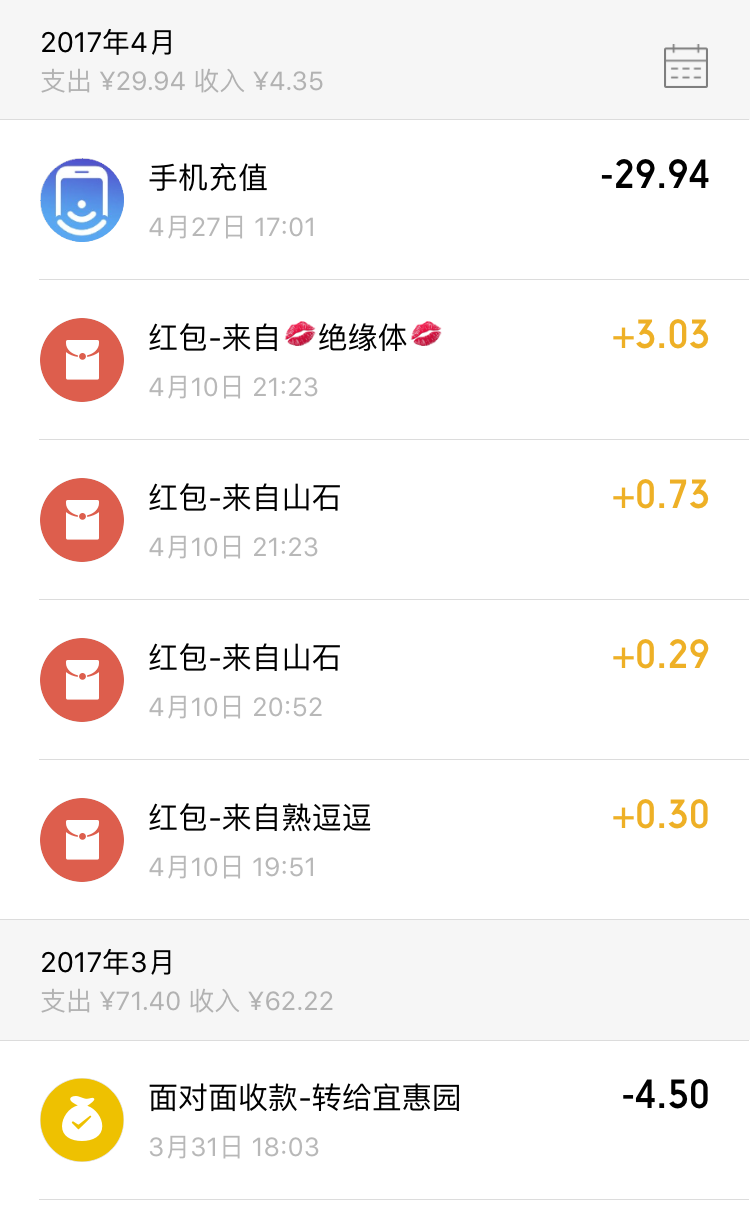 2017年4月
支出 ¥29.94 收入 ¥4.35
手机充值
-29.94
4月27日 17:01
红包-来自💋绝缘体💋
+3.03
4月10日 21:23
红包-来自山石
+0.73
4月10日 21:23
红包-来自山石
+0.29
4月10日 20:52
红包-来自熟逗逗
+0.30
4月10日 19:51
2017年3月
支出 ¥71.40 收入 ¥62.22
面对面收款-转给宜惠园
-4.50
3月31日 18:03